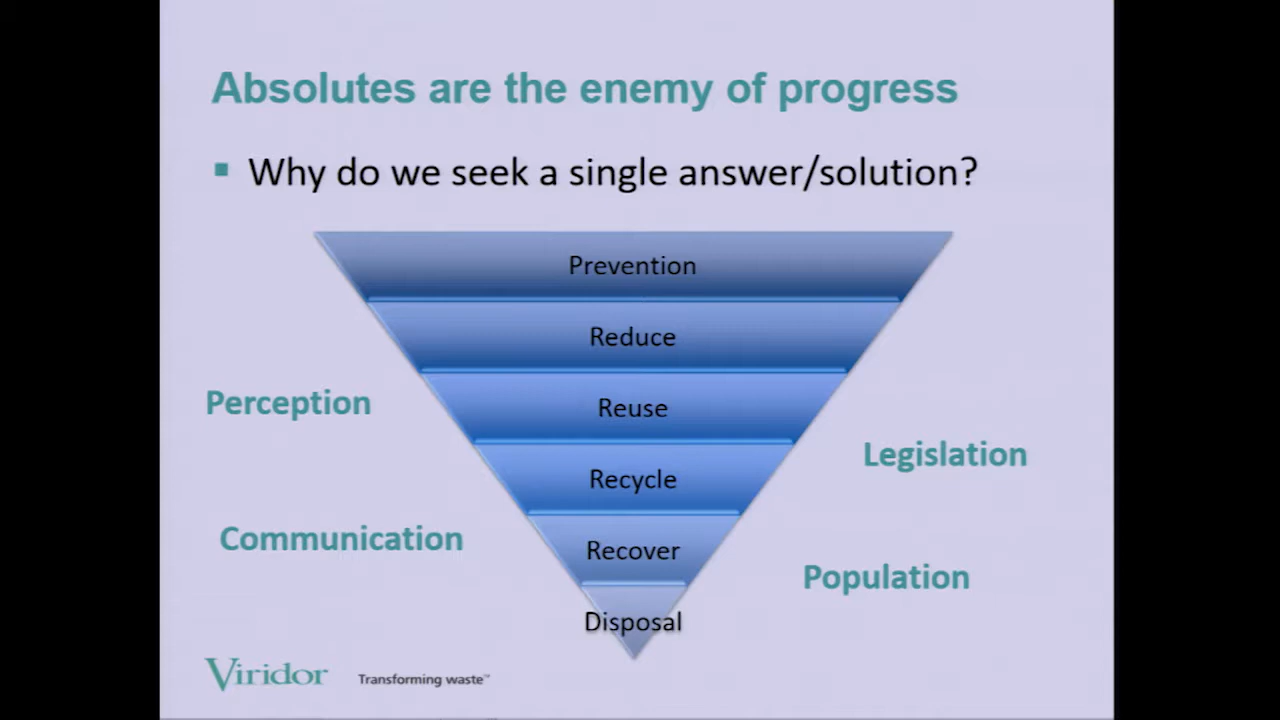 Absolutes are the enemy of progress
Why do we seek a single answer/solution?
Prevention
Reduce
Reuse
Perception
Legislation
Recycle
Communication
Recover
Population
Disposal
Viridor
Transforming waste™